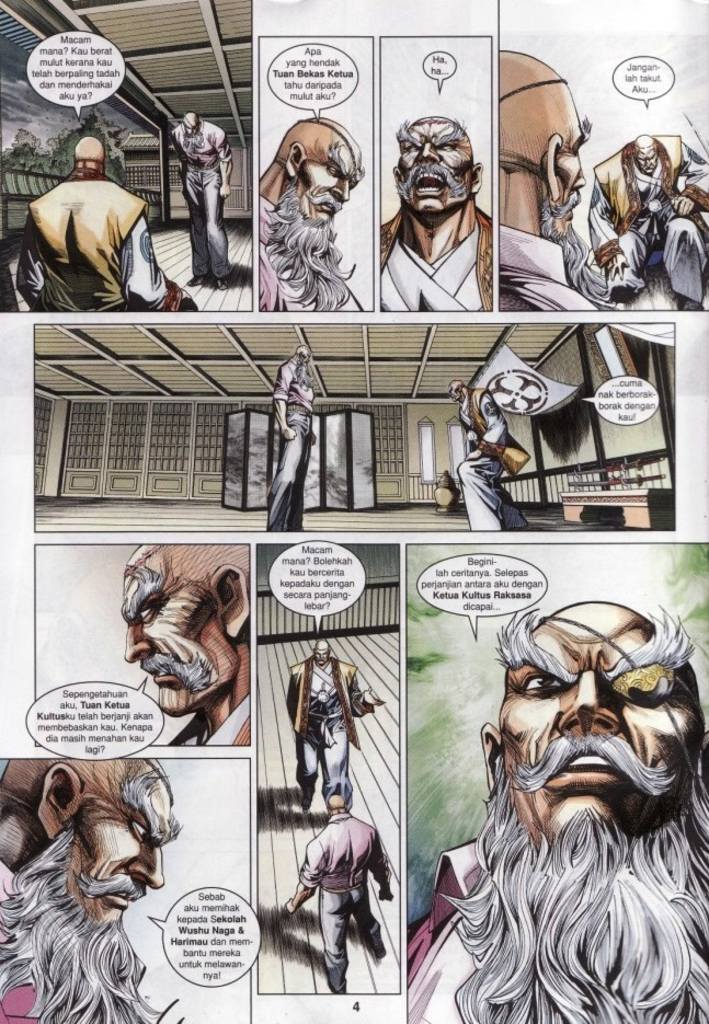 Macam
mana? Kau berat
mulut kerana kau
telah berpaling tadah
dan menderhakai
aku ya?
Apa
yang hendak
Tuan Bekas Ketua
tahu daripada
mulut aku?
Ha,
ha...
Jangan-
lah takut.
Aku...
...cuma
nak berborak-
borak dengan
kau!
Sepengetahuan
aku, Tuan Ketua
Kultusku telah berjanji akan
membebaskan kau. Kenapa
dia masih menahan kau
lagi?
Macam
mana? Bolehkah
kau bercerita
kepadaku dengan
secara panjang-
lebar?
Begini-
lah ceritanya. Selepas
perjanjian antara aku dengan
Ketua Kultus Raksasa
dicapai...
Sebab
aku memihak
kepada Sekolah
Wushu Naga &
Harimau dan mem-
bantu mereka
untuk melawan-
nya!
4